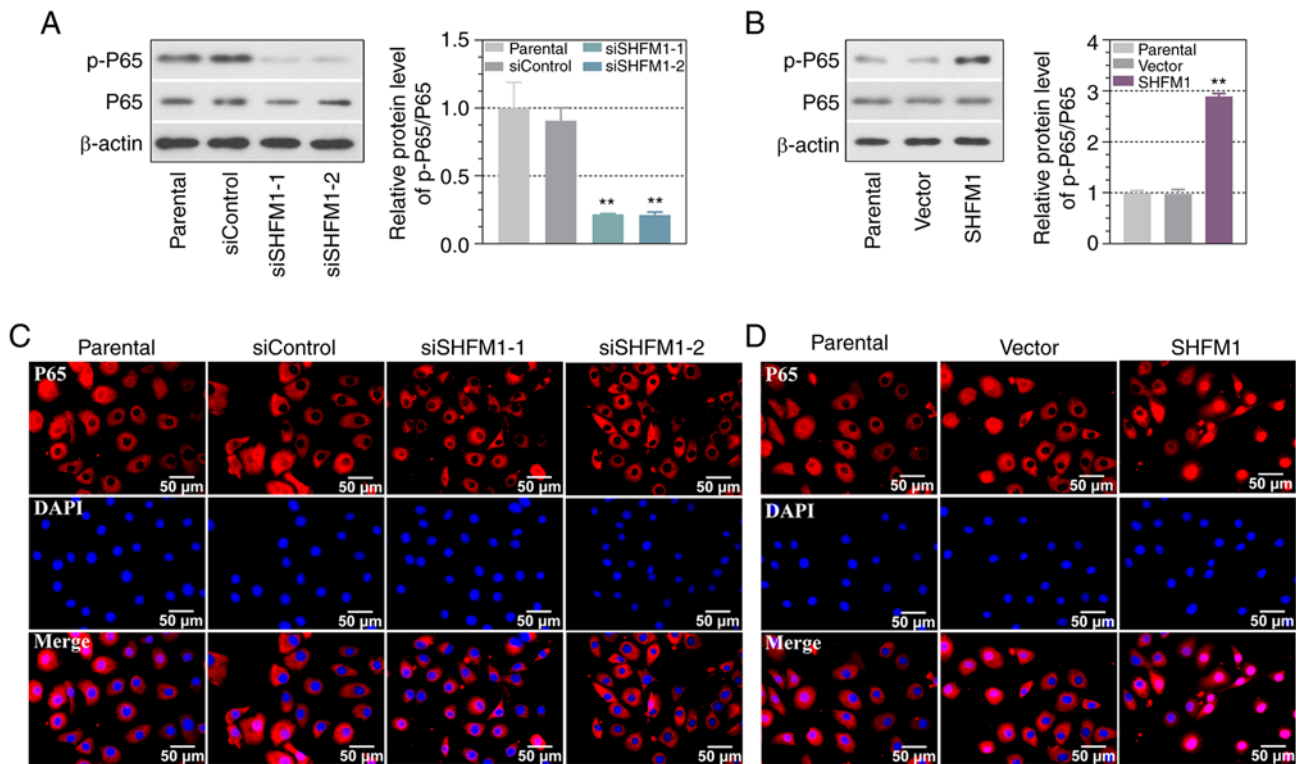 A
p-P65
P65
β-actin
Parental
siControl
siSHFM1-1
siSHFM1-2
Relative protein level
of p-P65/P65
1.5
1.0
0.5
0.0
Parental
siControl
siSHFM1-1
siSHFM1-2
**
**
B
p-P65
P65
β-actin
Parental
Vector
SHFM1
Relative protein level
of p-P65/P65
4
3
2
1
0
Parental
Vector
SHFM1
**
C
Parental
siControl
siSHFM1-1
siSHFM1-2
P65
50 μm
50 μm
50 μm
50 μm
DAPI
50 μm
50 μm
50 μm
50 μm
Merge
50 μm
50 μm
50 μm
50 μm
D
Parental
Vector
SHFM1
P65
50 μm
50 μm
50 μm
DAPI
50 μm
50 μm
50 μm
Merge
50 μm
50 μm
50 μm